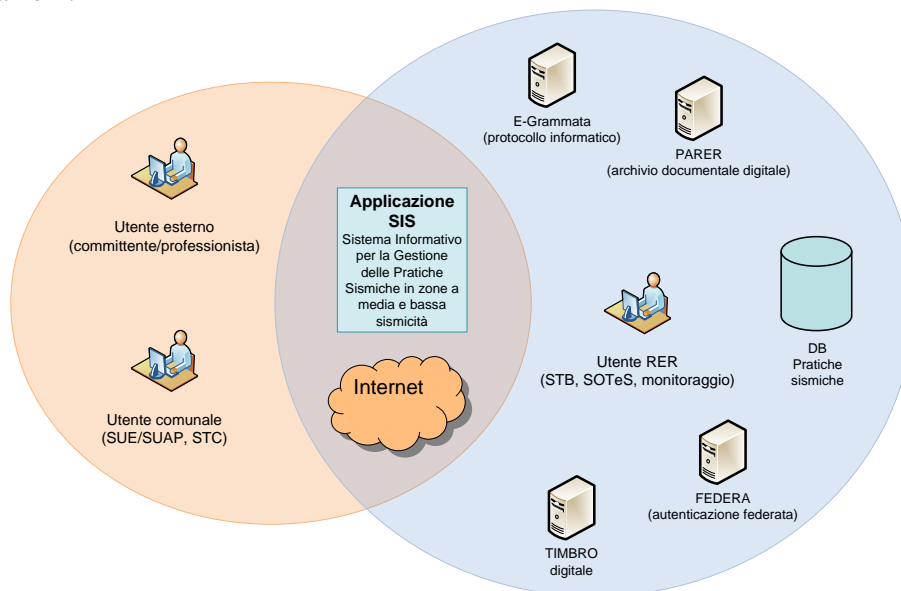 E-Grammata
(protocollo informatico)
PARER
(archivio documentale digitale)
Utente esterno
(committente/professionista)
Applicazione
SIS
Sistema Informativo
per la Gestione
delle Pratiche
Sismiche in zone a
media e bassa
sismicità
Utente RER
(STB, SOTeS, monitoraggio)
DB
Pratiche
sismiche
Internet
Utente comunale
(SUE/SUAP, STC)
FEDERA
(autenticazione federata)
TIMBRO
digitale